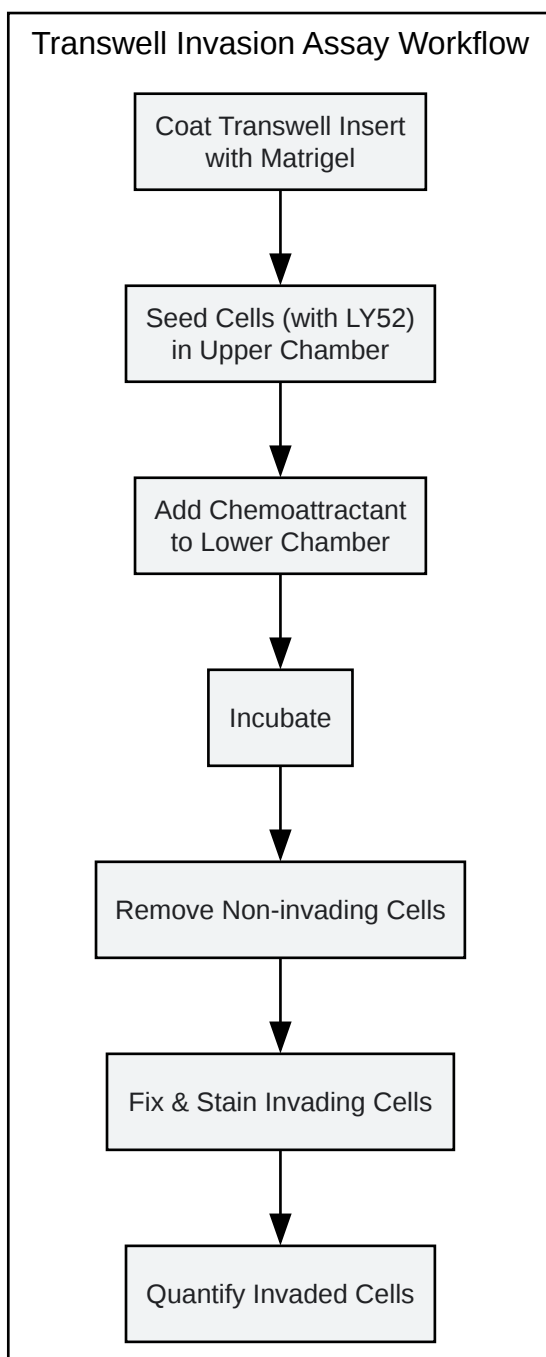 Transwell Invasion Assay Workflow
Coat Transwell Insert
with Matrigel
Seed Cells (with LY52)
in Upper Chamber
Add Chemoattractant
to Lower Chamber
Incubate
Remove Non-invading Cells
Fix & Stain Invading Cells
Quantify Invaded Cells